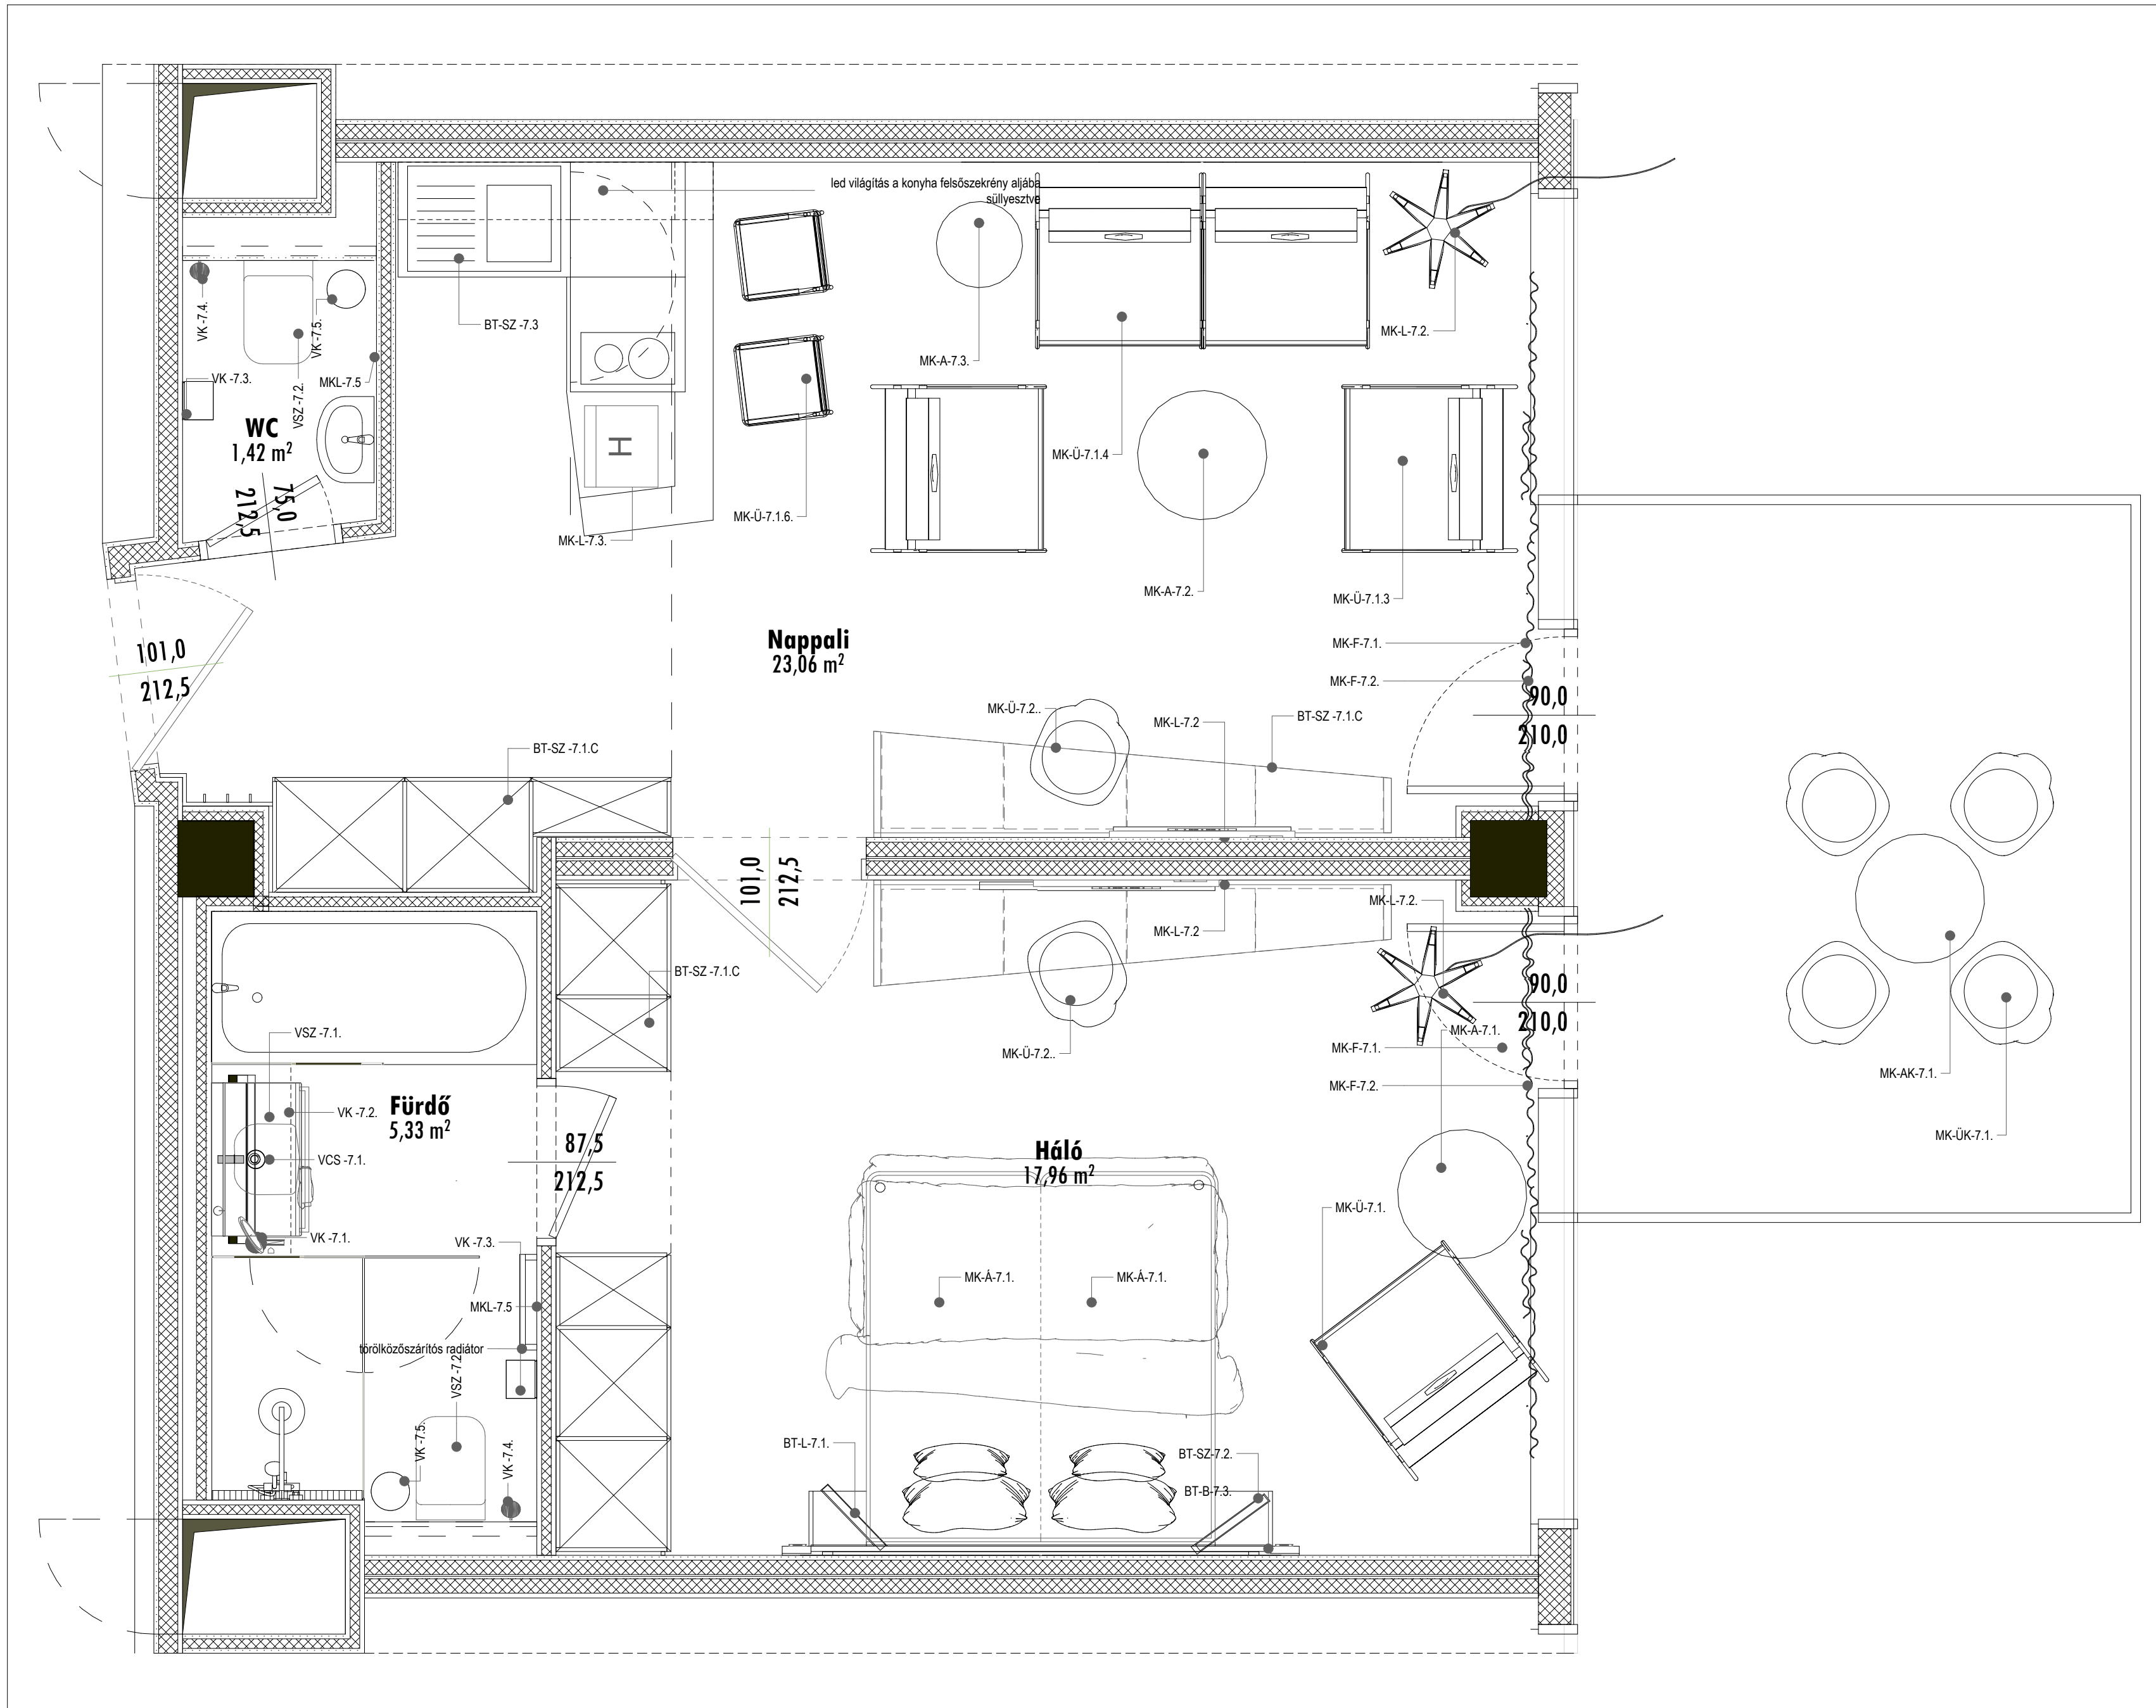 led világítás a konyha felsőszekrény aljába
süllyesztve
VK -7.4.
VK -7.5.
VSZ -7.2.
VK -7.3.
MKL-7.5
WC
1,42 m²
75,0
212,5
BT-SZ -7.3
H
MK-L-7.3.
MK-Ü-7.1.6.
MK-A-7.3.
MK-L-7.2.
MK-Ü-7.1.4
MK-A-7.2.
MK-Ü-7.1.3
101,0
212,5
Nappali
23,06 m²
MK-F-7.1.
MK-F-7.2.
90,0
210,0
MK-Ü-7.2..
MK-L-7.2
BT-SZ -7.1.C
BT-SZ -7.1.C
101,0
212,5
MK-L-7.2.
MK-L-7.2
BT-SZ -7.1.C
90,0
210,0
MK-A-7.1.
MK-Ü-7.2..
MK-F-7.1.
MK-F-7.2.
MK-AK-7.1.
MK-ÜK-7.1.
VSZ -7.1.
VK -7.2.
Fürdő
5,33 m²
VCS -7.1.
87,5
212,5
Háló
17,96 m²
VK -7.1.
VK -7.3.
MK-Ü-7.1.
MK-Á-7.1.
MK-Á-7.1.
MKL-7.5
törölközőszárítós radiátor
VSZ -7.2.
VK -7.5.
VK -7.4.
BT-L-7.1.
BT-SZ-7.2.
BT-B-7.3.